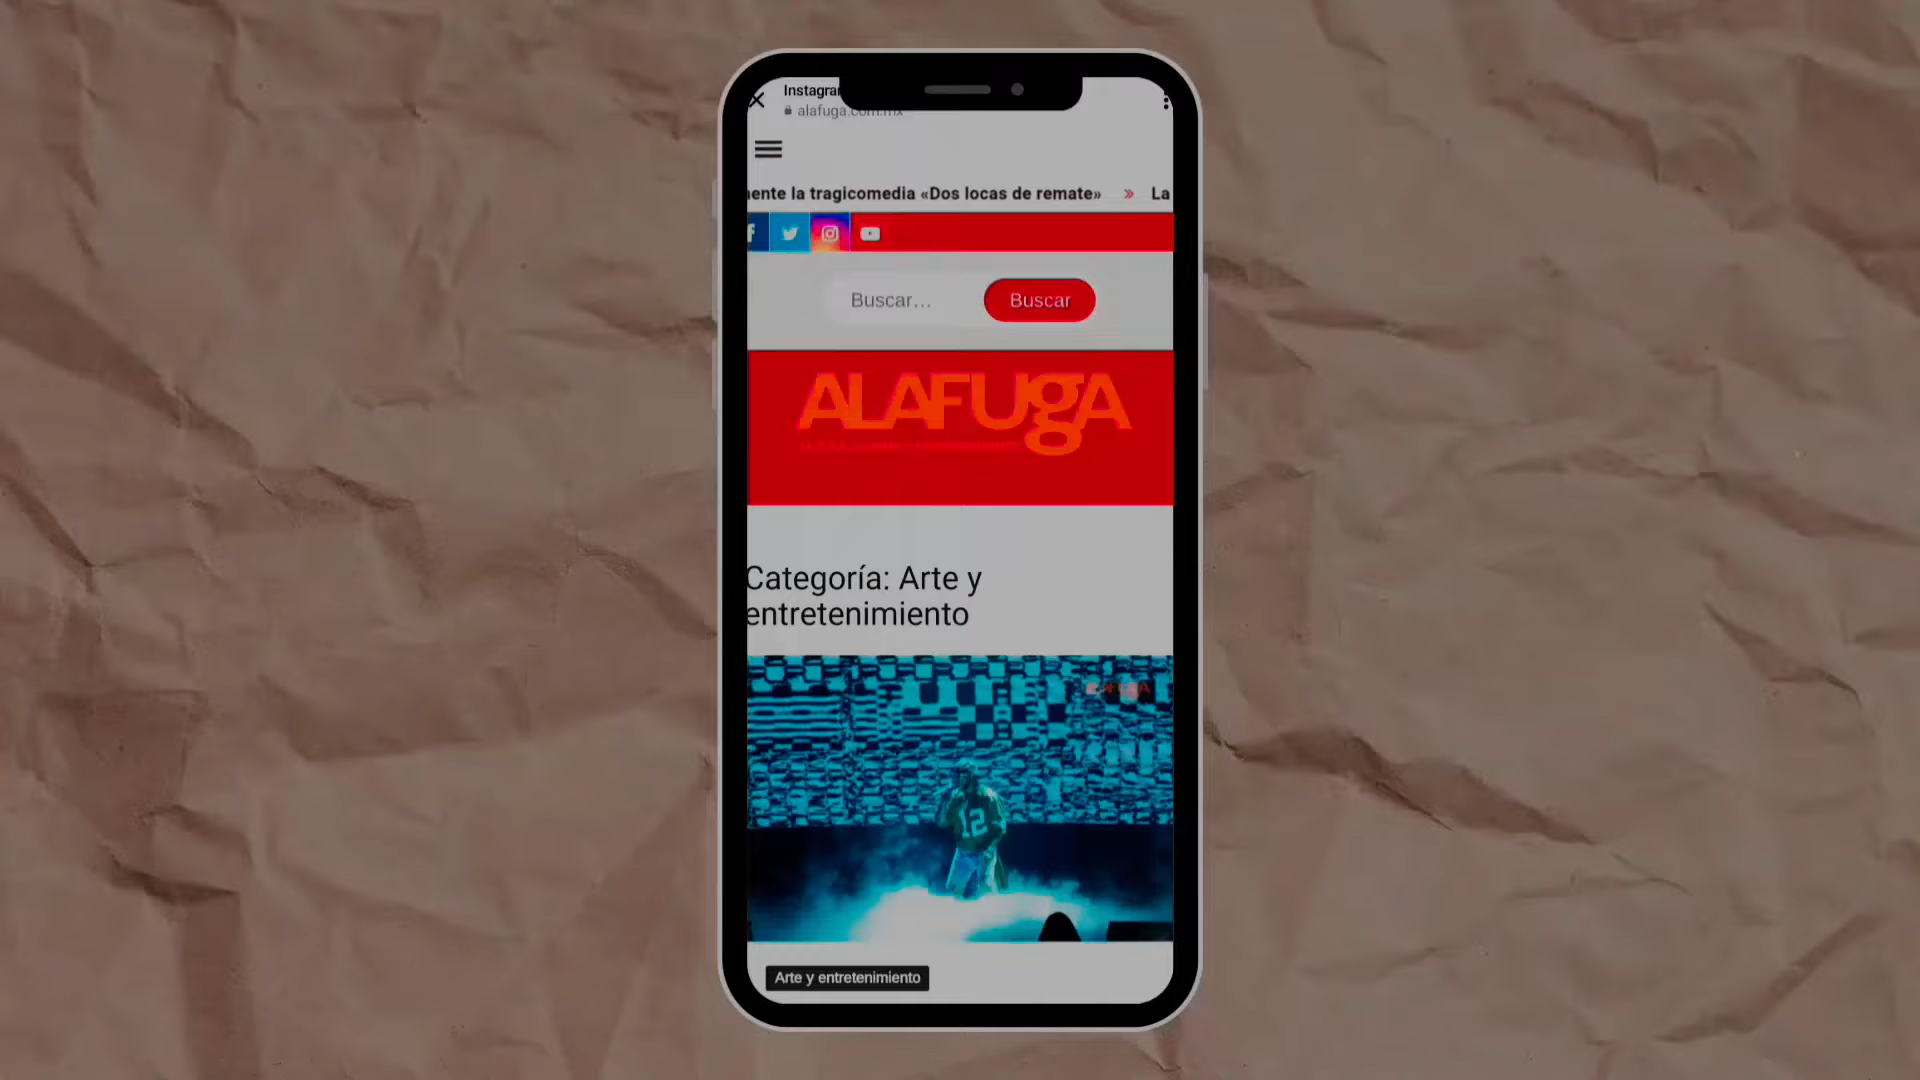 Instagra
alafuga.com.mx
ente la tragicomedia «Dos locas de remate» » La
Buscar... Buscar
ALAFUgA
Categoría: Arte y
entretenimiento
12
Arte y entretenimiento